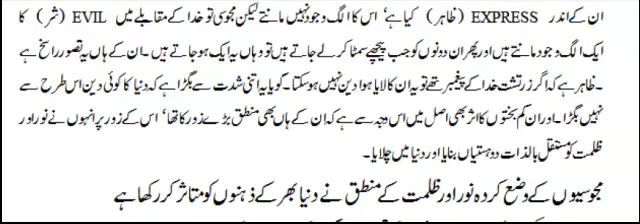 ان کے اندر EXPRESS (ظاہر) کیا ہے‘ اس کا الگ وجود نہیں مانتے لیکن مجوسی تو خدا کے مقابلے میں EVIL (شر) کا
ایک الگ وجود مانتے ہیں اور پھر ان دونوں کو جب پیچھے سمٹا کر لے جاتے ہیں تو وہاں یہ ایک ہو جاتے ہیں۔ ان کے ہاں یہ تصور راسخ ہے
۔ ظاہر ہے کہ اگر زرتشت خدا کے پیغمبر تھے تو یہ ان کا لایا ہوا دین نہیں ہو سکتا۔ گویا یہ اتنی شدت سے بگڑا ہے کہ دنیا کا کوئی دین اس طرح سے
نہیں بگڑا۔ اور ان کم بختوں کا اثر بھی اصل میں اس وجہ سے ہے کہ ان کے ہاں بھی منطق بڑے زور کا تھا‘ اس کے زور پر انہوں نے نور اور
ظلمت کو مستقل بالذات دو ہستیاں بنایا اور دنیا میں چلایا۔
مجوسیوں کے وضع کردہ نور اور ظلمت کے منطق نے دنیا بھر کے ذہنوں کو متاثر کر رکھا ہے